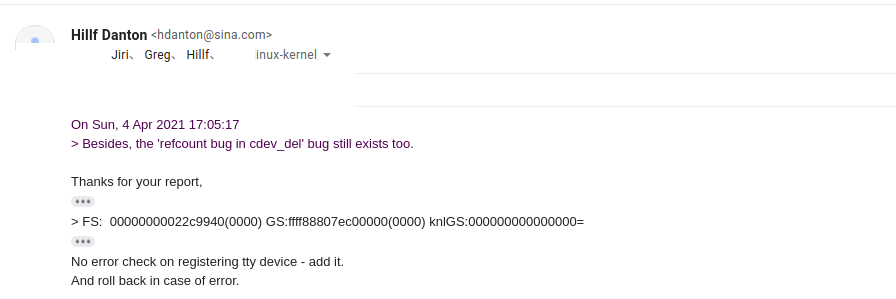 Hillf Danton <hdanton@sina.com>
Jiri、 Greg、 Hillf、 inux-kernel
On Sun, 4 Apr 2021 17:05:17
> Besides, the 'refcount bug in cdev_del' bug still exists too.
Thanks for your report,
> FS:  00000000022c9940(0000) GS:ffff88807ec00000(0000) knlGS:000000000000000=
No error check on registering tty device - add it.
And roll back in case of error.